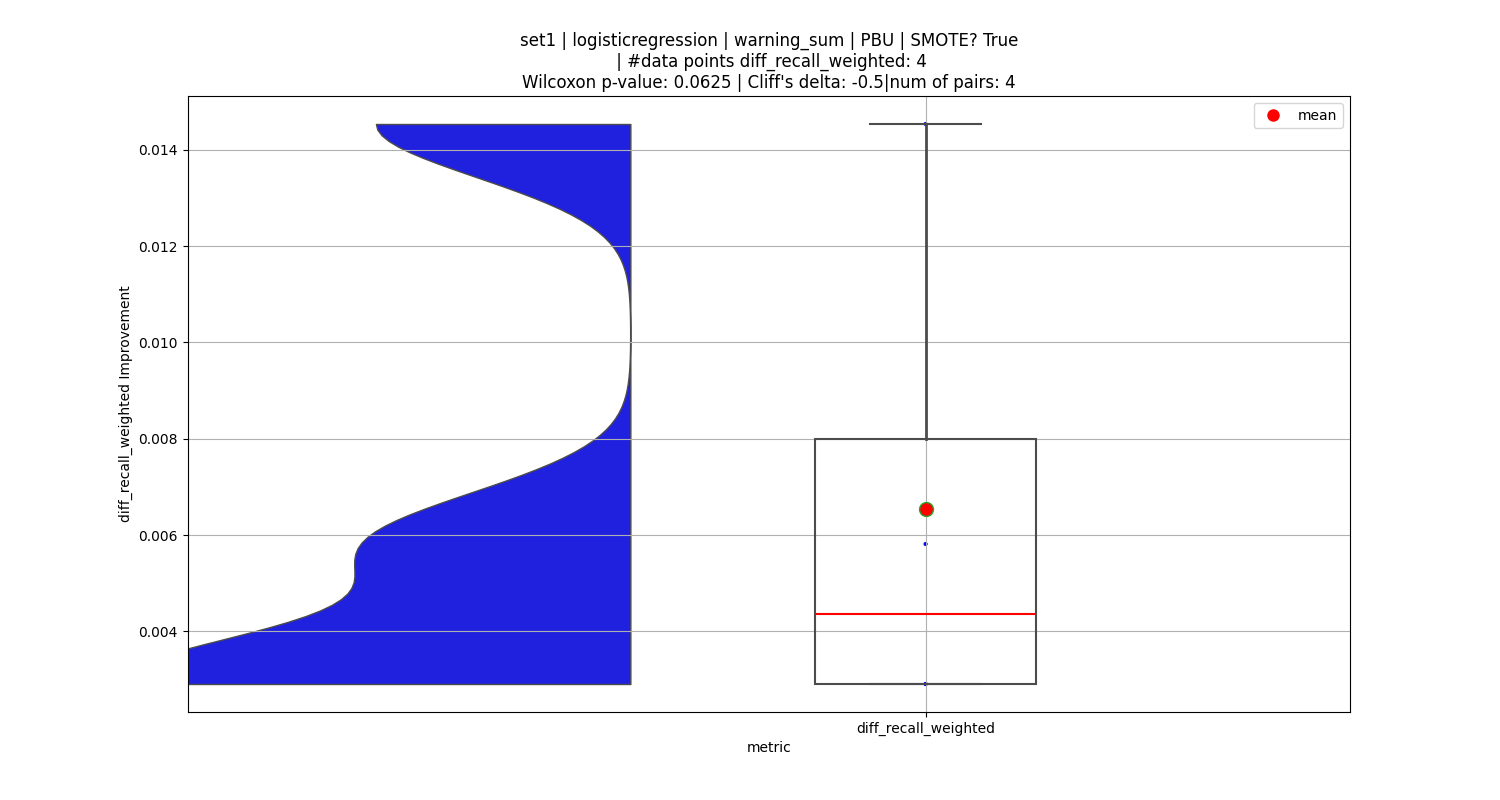 set1 | logisticregression | warning_sum | PBU | SMOTE? True
| #data points diff_recall_weighted: 4
Wilcoxon p-value: 0.0625 | Cliff's delta: -0.5|num of pairs: 4
mean
0.014
0.012
0.010
0.008
0.006
0.004
diff_recall_weighted Improvement
diff_recall_weighted
metric